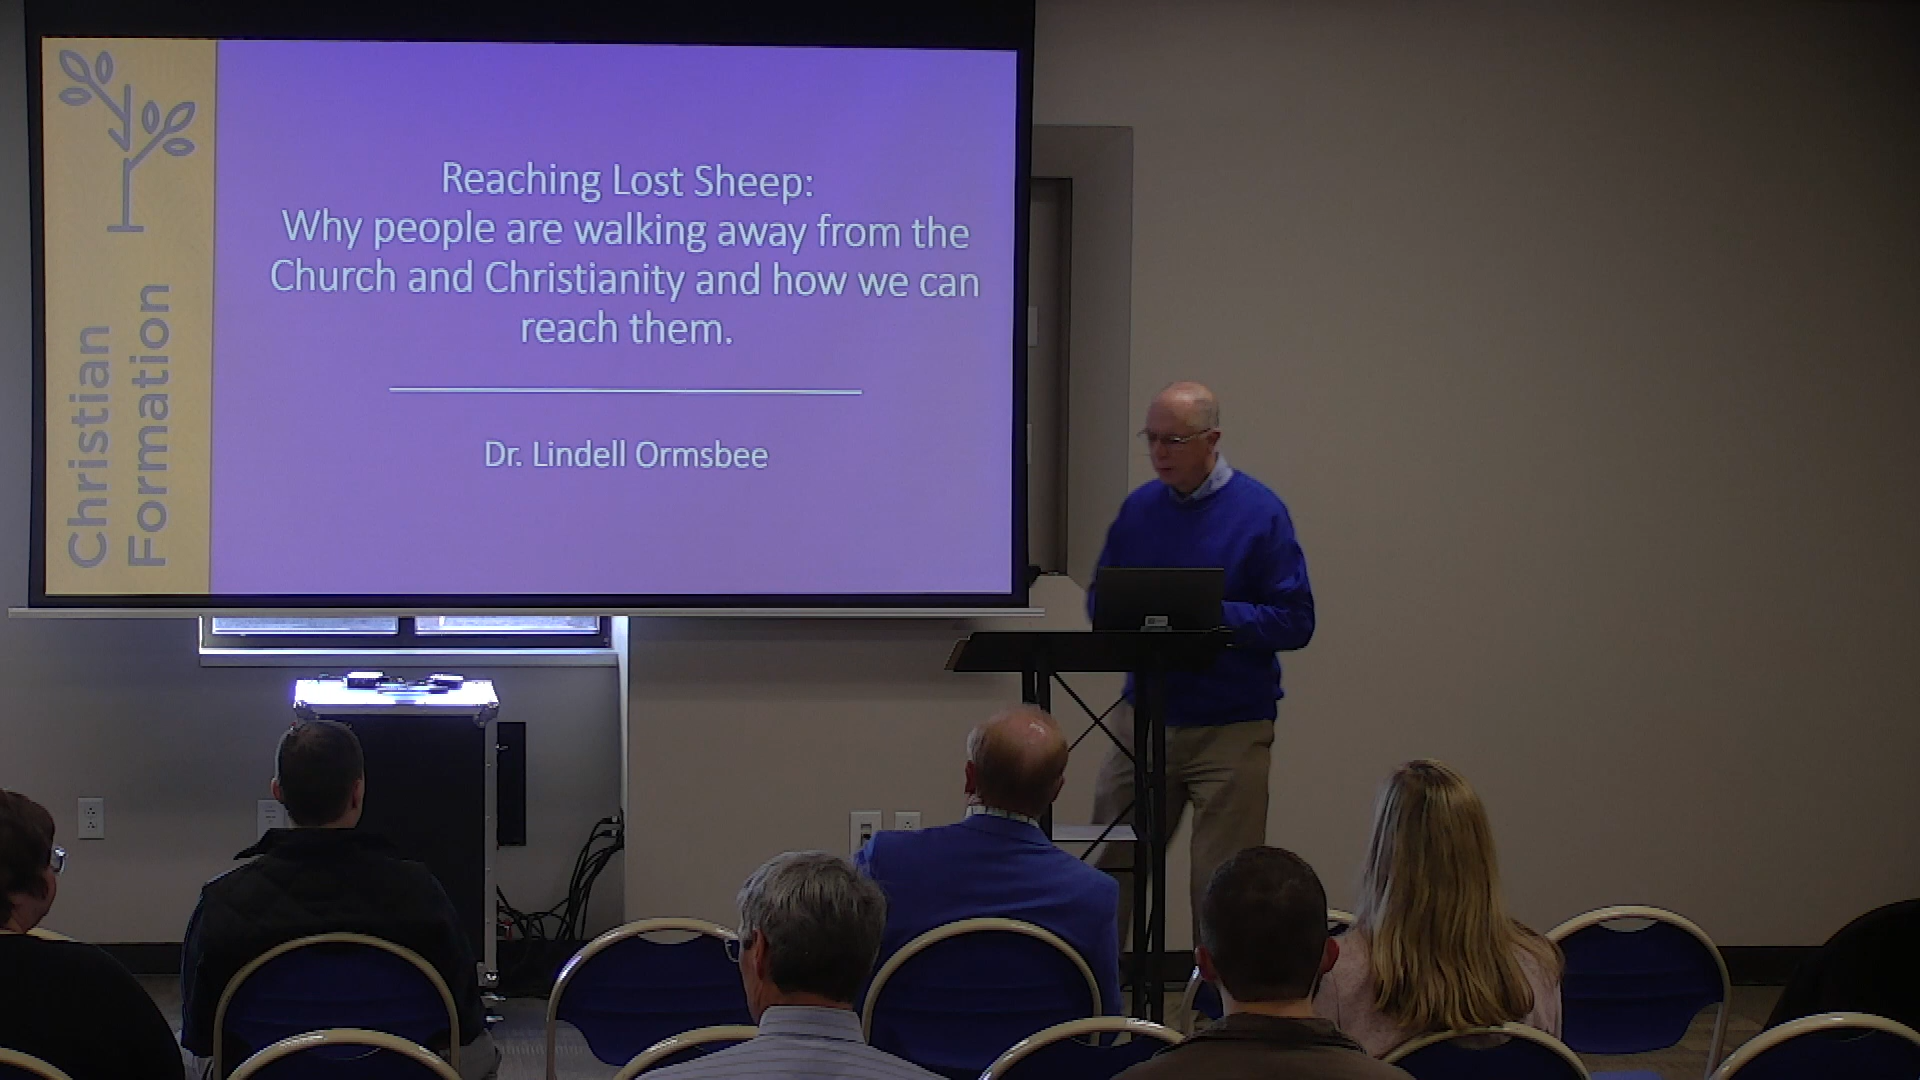 Christian
Formation
Reaching Lost Sheep:
Why people are walking away from the
Church and Christianity and how we can
reach them.
Dr. Lindell Ormsbee